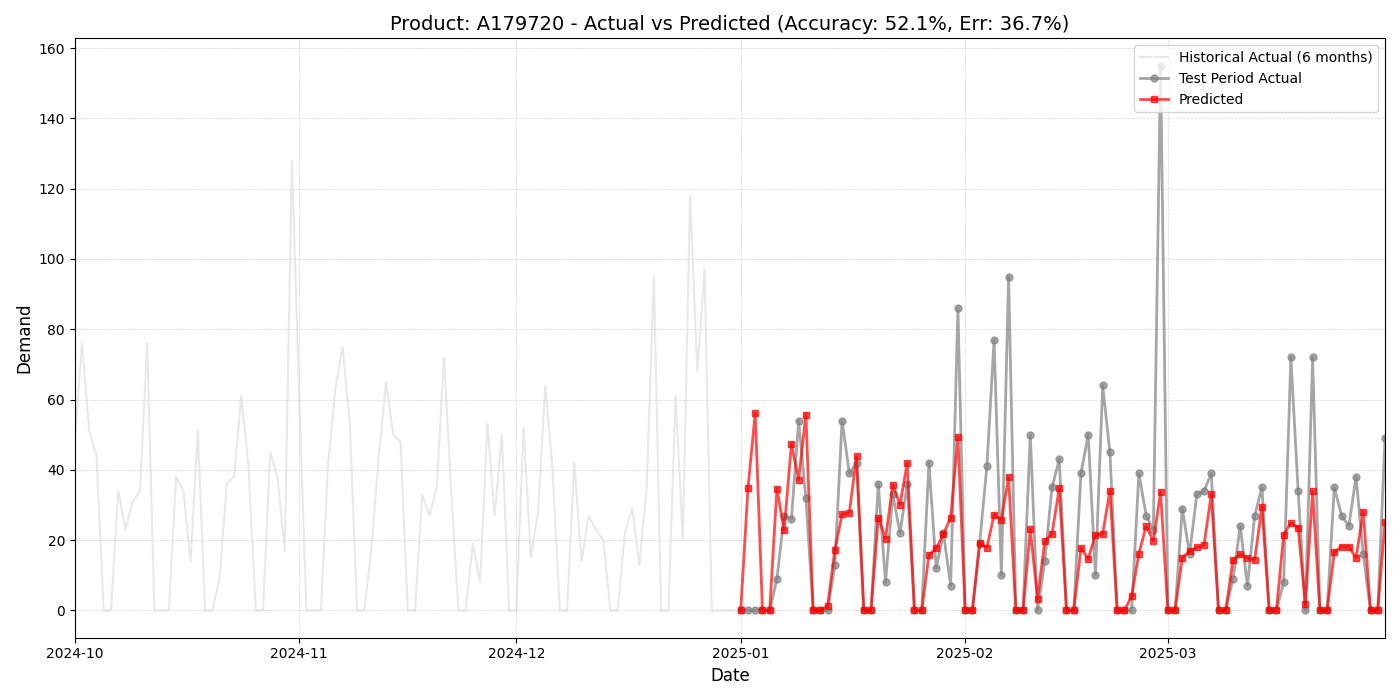 Product: A179720 - Actual vs Predicted (Accuracy: 52.1%, Err: 36.7%)
Historical Actual (6 months)
Test Period Actual
Predicted
Demand
160
140
120
100
80
60
40
20
0
2024-10
2024-11
2024-12
2025-01
2025-02
2025-03
Date